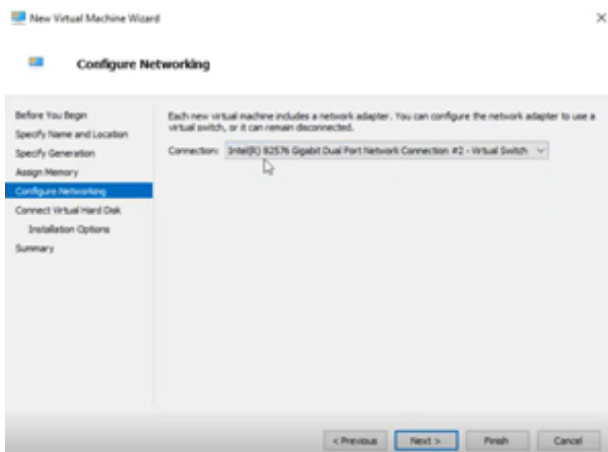 New Virtual Machine Wizard
Configure Networking
Before You Begin
Specify Name and Location
Specify Generation
Assign Memory
Configure Networking
Connect Virtual Hard Disk
Installation Options
Summary
Each new virtual machine includes a network adapter. You can configure the network adapter to use a
virtual switch, or it can remain disconnected.
Connection: Intel(R) 82576 Gigabit Dual Port Network Connection #2 - Virtual Switch
< Previous Next > Finish Cancel